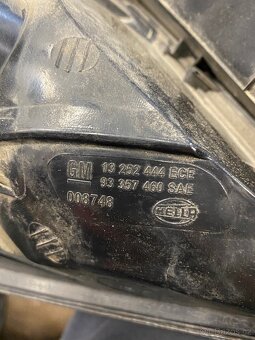 GM 13 252 444 ECE
93 357 460 SAE
008748 HELLA